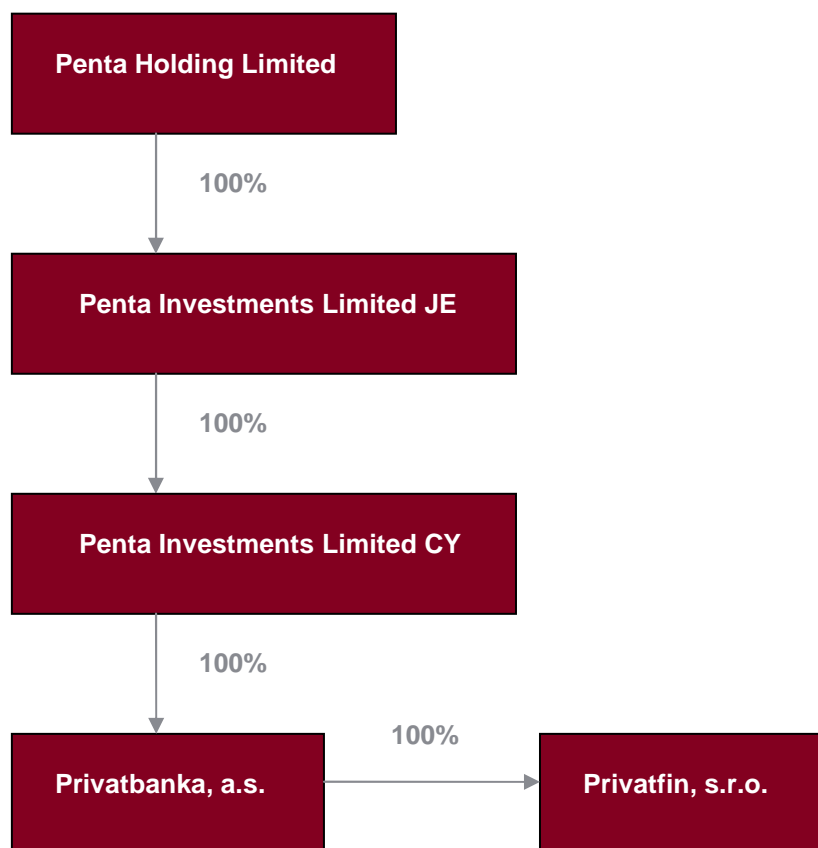 Penta Holding Limited
100%
Penta Investments Limited JE
100%
Penta Investments Limited CY
100%
100%
Privatbanka, a.s.
Privatfin, s.r.o.